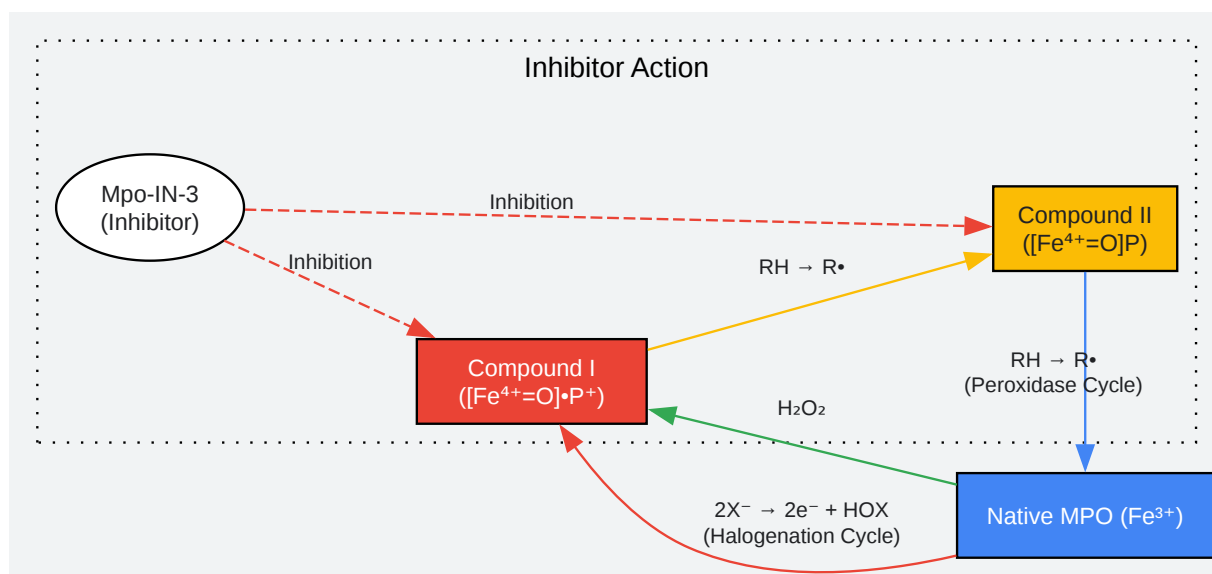 Inhibitor Action
Mpo-IN-3
(Inhibitor)
Inhibition
Inhibition
Compound II
([Fe⁴⁺=O]P)
RH → R•
Compound I
([Fe⁴⁺=O]•P⁺)
RH → R•
(Peroxidase Cycle)
H₂O₂
2X⁻ → 2e⁻ + HOX
(Halogenation Cycle)
Native MPO (Fe³⁺)